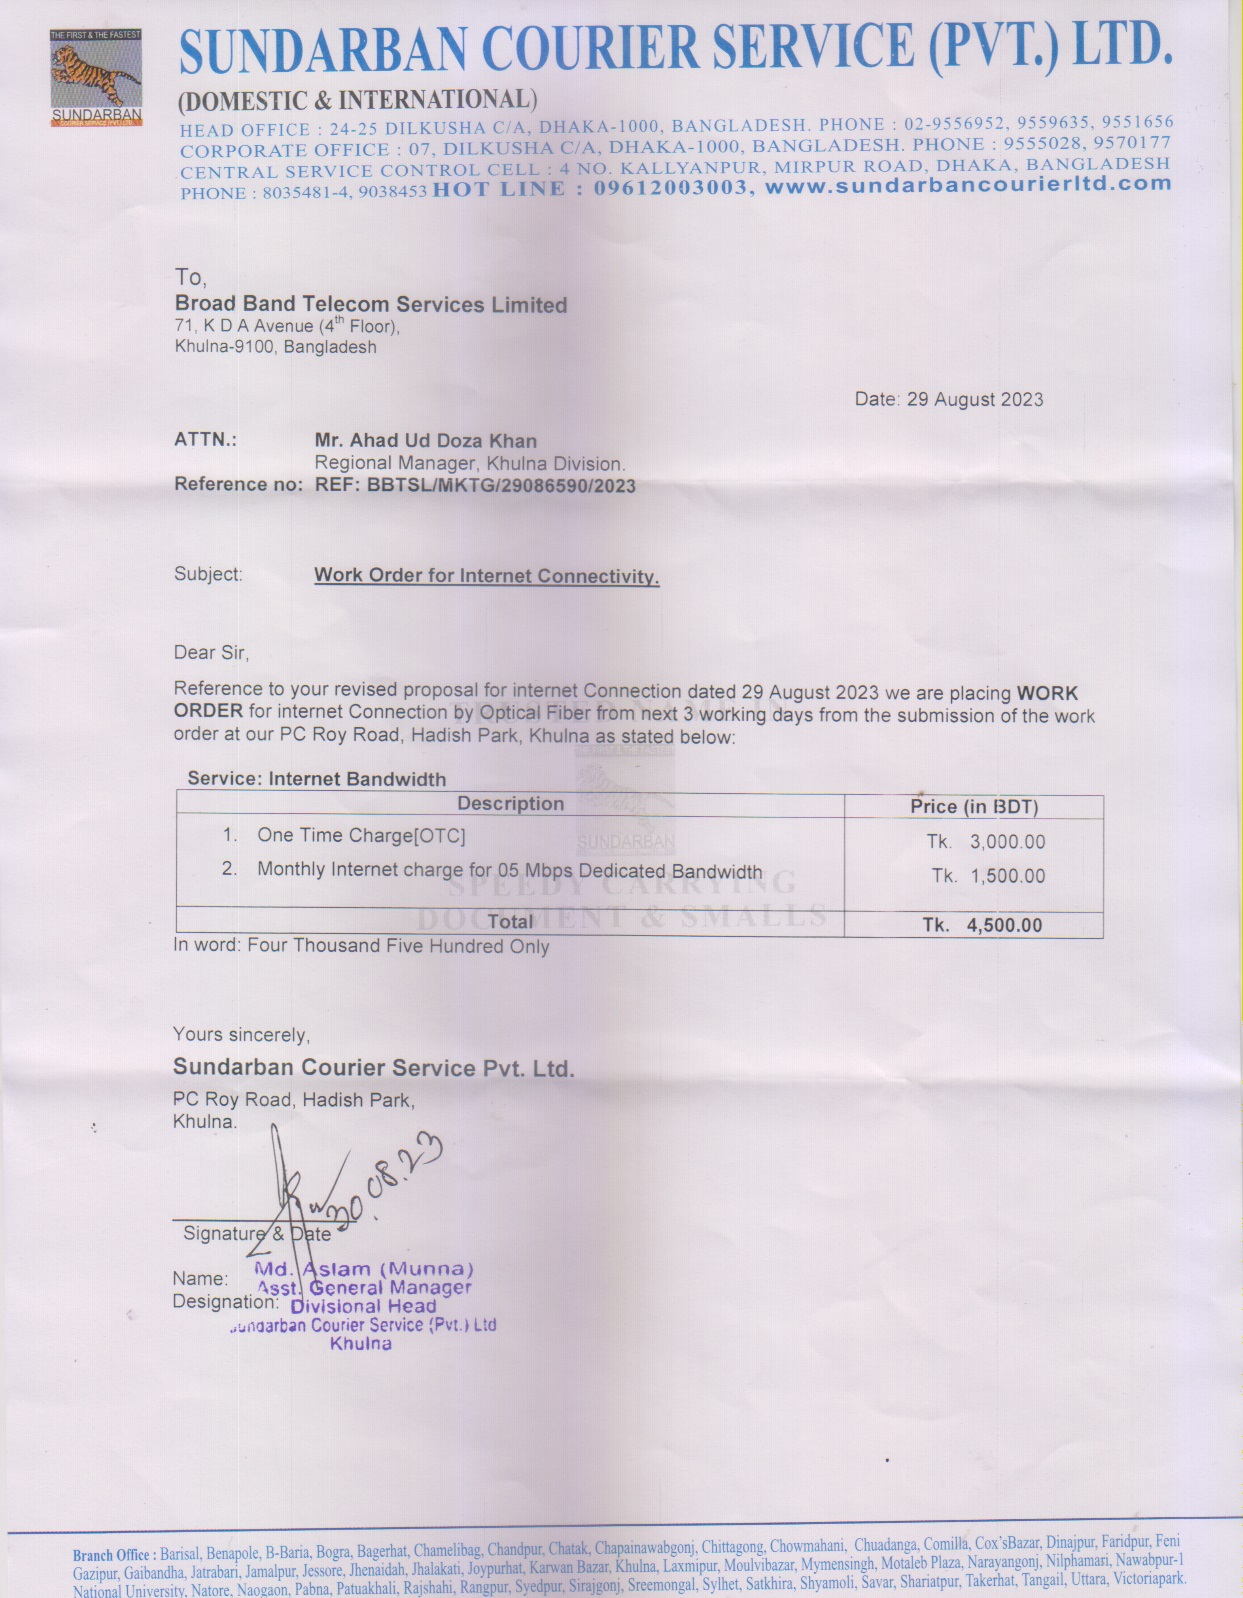 THE FIRST & THE FASTEST
SUNDARBAN
SUNDARBAN COURIER SERVICE (PVT.) LTD.
(DOMESTIC & INTERNATIONAL)
HEAD OFFICE : 24-25 DILKUSHA C/A, DHAKA-1000, BANGLADESH. PHONE : 02-9556952, 9559635, 9551656
CORPORATE OFFICE : 07, DILKUSHA C/A, DHAKA-1000, BANGLADESH. PHONE : 9555028, 9570177
CENTRAL SERVICE CONTROL CELL : 4 NO. KALLYANPUR, MIRPUR ROAD, DHAKA, BANGLADESH
PHONE : 8035481-4, 9038453 HOT LINE : 09612003003, www.sundarbancourierltd.com
To,
Broad Band Telecom Services Limited
71, K D A Avenue (4th Floor),
Khulna-9100, Bangladesh
Date: 29 August 2023
ATTN.: Mr. Ahad Ud Doza Khan
Regional Manager, Khulna Division.
Reference no: REF: BBTSL/MKTG/29086590/2023
Subject: Work Order for Internet Connectivity.
Dear Sir,
Reference to your revised proposal for internet Connection dated 29 August 2023 we are placing WORK
ORDER for internet Connection by Optical Fiber from next 3 working days from the submission of the work
order at our PC Roy Road, Hadish Park, Khulna as stated below:
THE FIRST & THE FASTEST
SUNDARBAN
SPEEDY CARRYING
DOCUMENT & SMALLS
Service: Internet Bandwidth
Description Price (in BDT)
1. One Time Charge[OTC] Tk. 3,000.00
2. Monthly Internet charge for 05 Mbps Dedicated Bandwidth Tk. 1,500.00
Total Tk. 4,500.00
In word: Four Thousand Five Hundred Only
Yours sincerely,
Sundarban Courier Service Pvt. Ltd.
PC Roy Road, Hadish Park,
Khulna.
30.08.23
Signature & Date
Name: Md. Aslam (Munna)
Asst. General Manager
Designation: Divisional Head
Sundarban Courier Service (Pvt.) Ltd
Khulna
Branch Office : Barisal, Benapole, B-Baria, Bogra, Bagerhat, Chamelibag, Chandpur, Chatak, Chapainawabgonj, Chittagong, Chowmahani, Chuadanga, Comilla, Cox'sBazar, Dinajpur, Faridpur, Feni
Gazipur, Gaibandha, Jatrabari, Jamalpur, Jessore, Jhenaidah, Jhalakati, Joypurhat, Karwan Bazar, Khulna, Laxmipur, Moulvibazar, Mymensingh, Motaleb Plaza, Narayangonj, Nilphamari, Nawabpur-1
National University, Natore, Naogaon, Pabna, Patuakhali, Rajshahi, Rangpur, Syedpur, Sirajgonj, Sreemongal, Sylhet, Satkhira, Shyamoli, Savar, Shariatpur, Takerhat, Tangail, Uttara, Victoriapark.